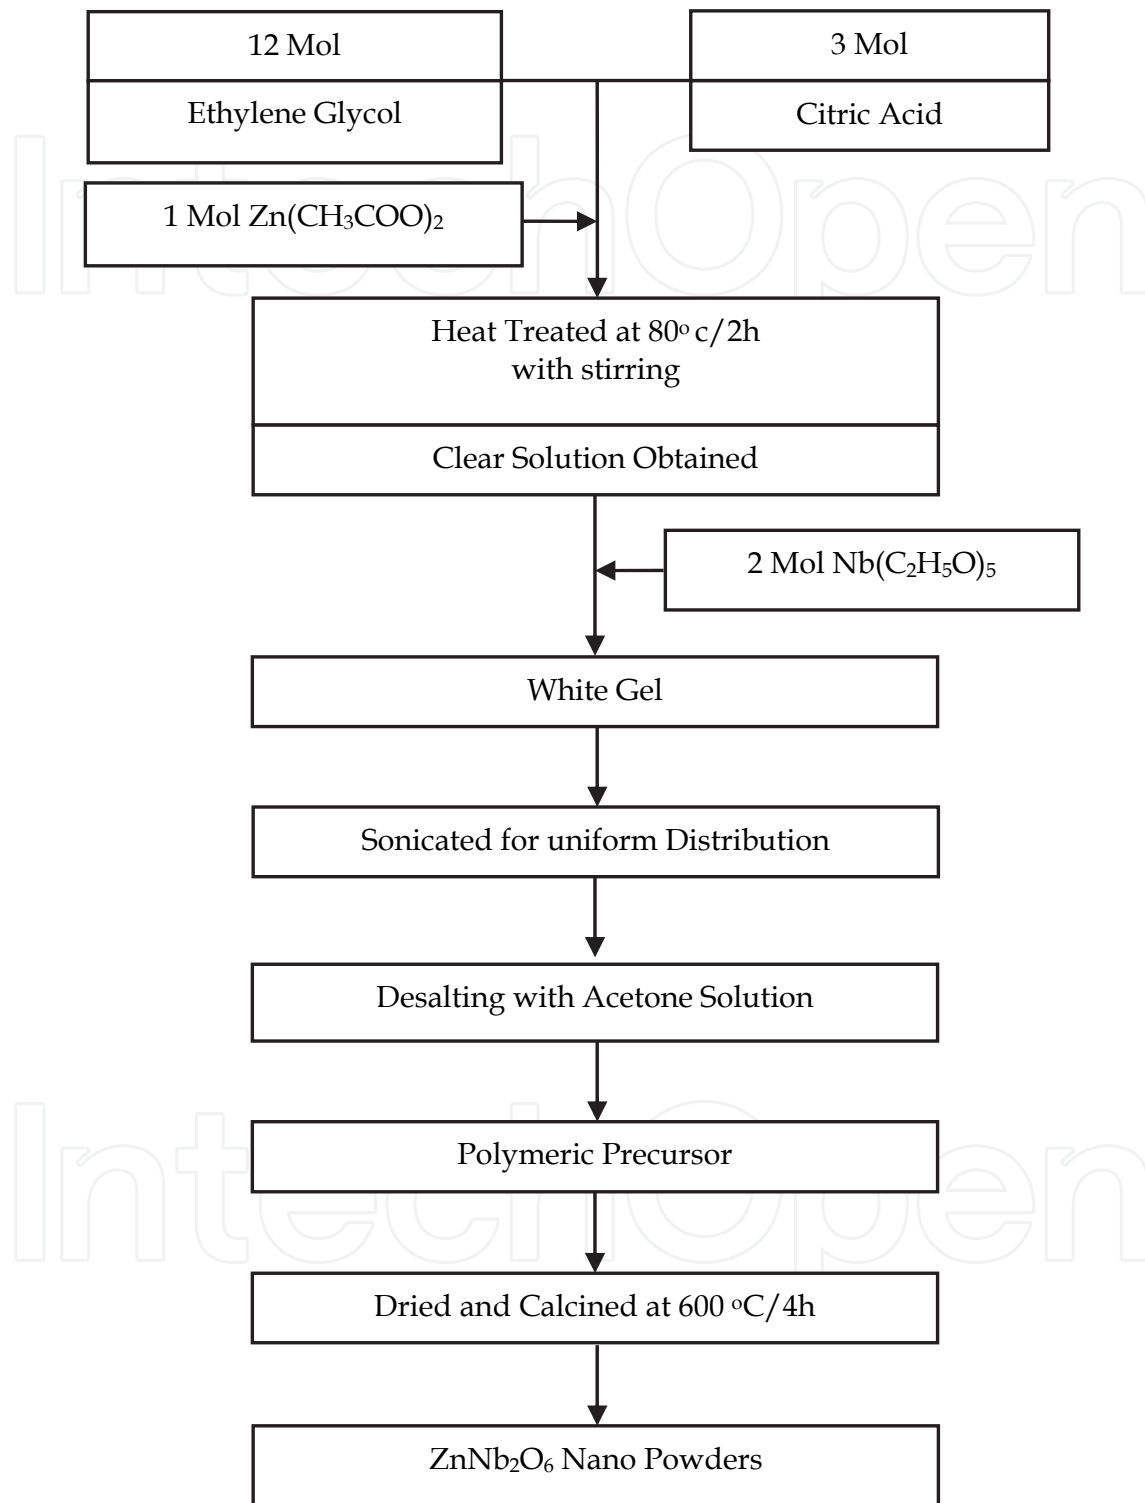 12 Mol
3 Mol
Ethylene Glycol
Citric Acid
1 Mol Zn(CH₃COO)₂
Heat Treated at 80º c/2h
with stirring
Clear Solution Obtained
2 Mol Nb(C₂H₅O)₅
White Gel
Sonicated for uniform Distribution
Desalting with Acetone Solution
Polymeric Precursor
Dried and Calcined at 600 ºC/4h
ZnNb₂O₆ Nano Powders
IntechOpen
IntechOpen